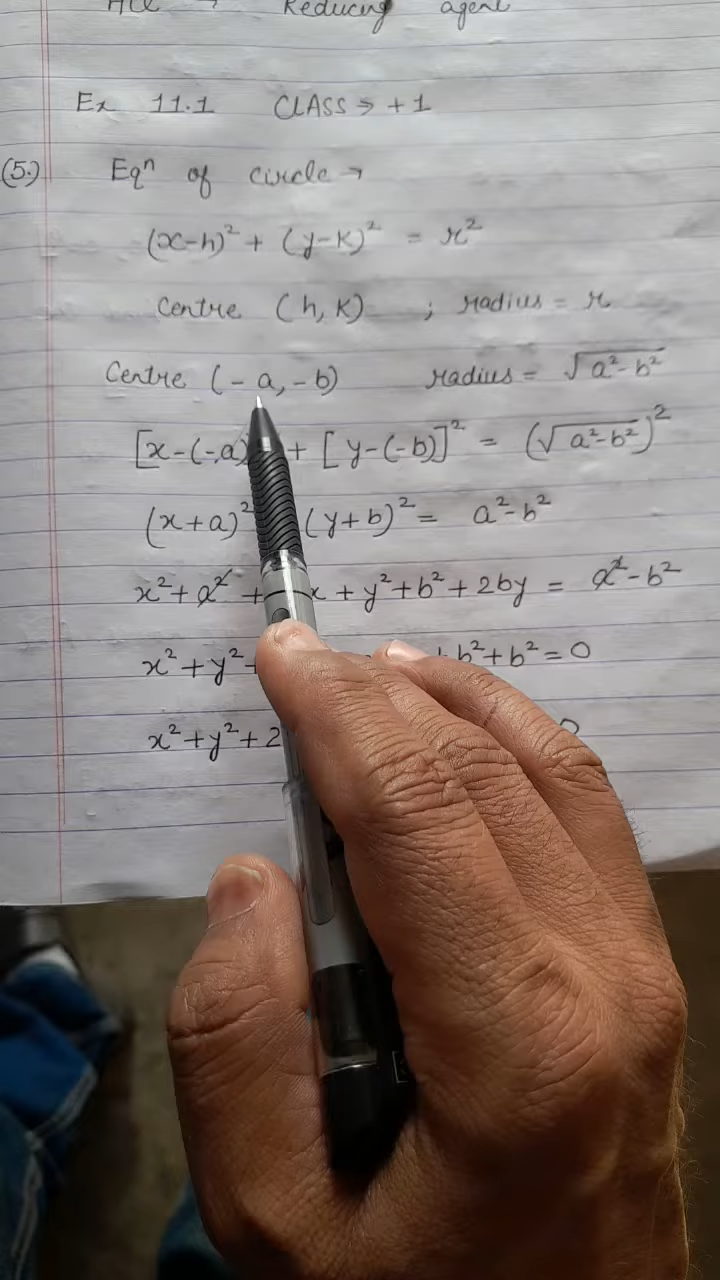 HCl → Reducing agent
Ex 11.1 CLASS → +1
(5.) Eqⁿ of circle →
(x-h)² + (y-K)² = r²
Centre (h, K) ; radius = r
Centre (-a, -b) radius = √a²-b²
[x-(-a) + [y-(-b)]² = (√a²-b²)²
(x+a)² (y+b)² = a²-b²
x²+a²+ x + y²+b²+2by = a²-b²
x²+y²+ + b²+b² = 0
x²+y²+2